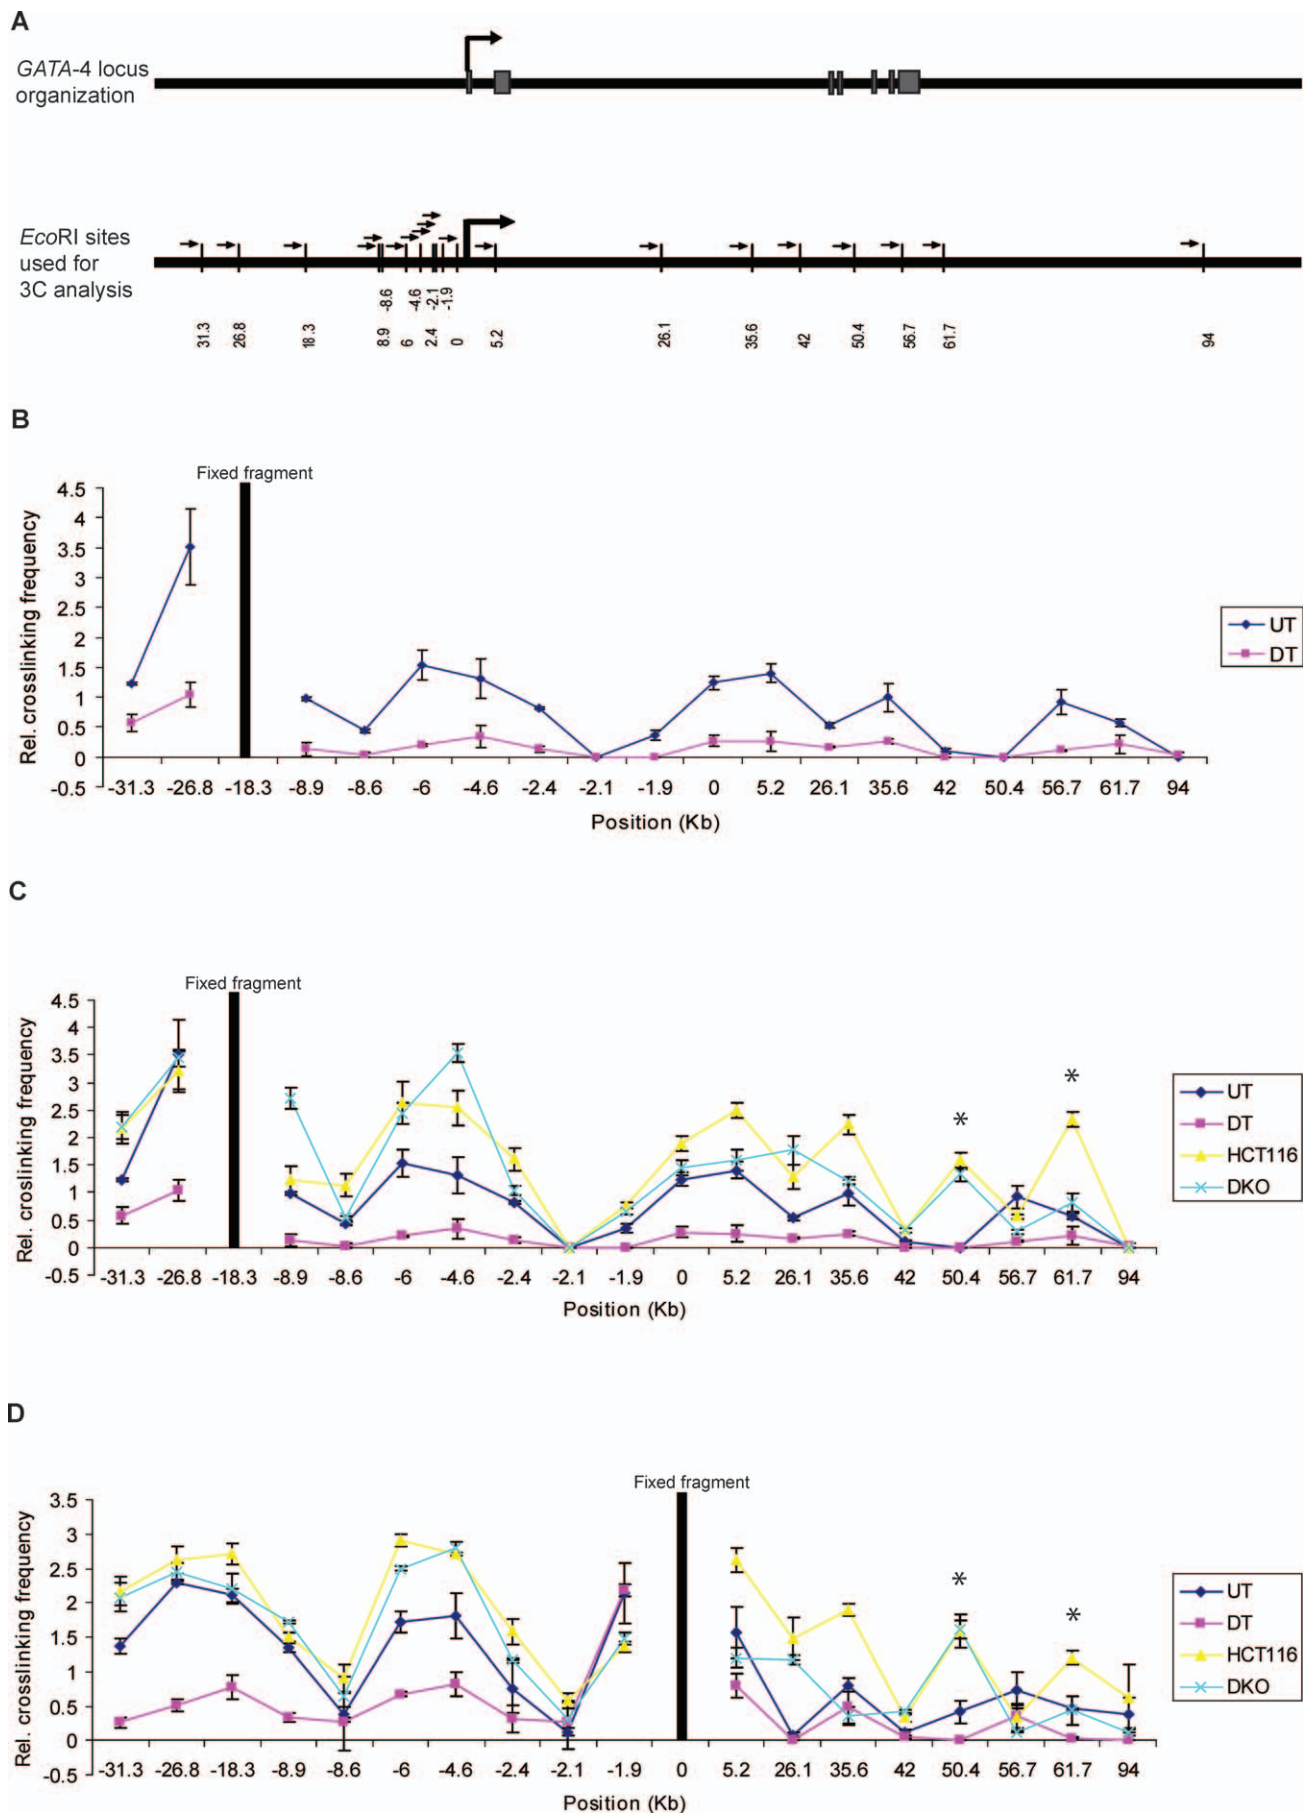 A
GATA-4 locus
organization
EcoRI sites
used for
3C analysis
-8.6
-4.6
-2.1
-1.9
31.3
26.8
18.3
8.9
6
2.4
0
5.2
26.1
35.6
42
50.4
56.7
61.7
94
B
Fixed fragment
Rel. crosslinking frequency
4.5
4
3.5
3
2.5
2
1.5
1
0.5
0
-0.5
UT
DT
-31.3 -26.8 -18.3 -8.9 -8.6 -6 -4.6 -2.4 -2.1 -1.9 0 5.2 26.1 35.6 42 50.4 56.7 61.7 94
Position (Kb)
C
Fixed fragment
Rel. croslinking frequency
4.5
4
3.5
3
2.5
2
1.5
1
0.5
0
-0.5
*
*
UT
DT
HCT116
DKO
-31.3 -26.8 -18.3 -8.9 -8.6 -6 -4.6 -2.4 -2.1 -1.9 0 5.2 26.1 35.6 42 50.4 56.7 61.7 94
Position (Kb)
D
Fixed fragment
Rel. crosslinking frequency
3.5
3
2.5
2
1.5
1
0.5
0
-0.5
*
*
UT
DT
HCT116
DKO
-31.3 -26.8 -18.3 -8.9 -8.6 -6 -4.6 -2.4 -2.1 -1.9 0 5.2 26.1 35.6 42 50.4 56.7 61.7 94
Position (Kb)